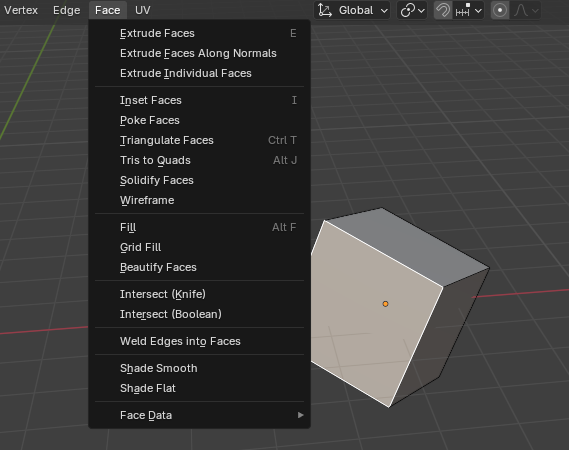 Vertex Edge Face UV Global
Extrude Faces E
Extrude Faces Along Normals
Extrude Individual Faces
Inset Faces I
Poke Faces
Triangulate Faces Ctrl T
Tris to Quads Alt J
Solidify Faces
Wireframe
Fill Alt F
Grid Fill
Beautify Faces
Intersect (Knife)
Intersect (Boolean)
Weld Edges into Faces
Shade Smooth
Shade Flat
Face Data